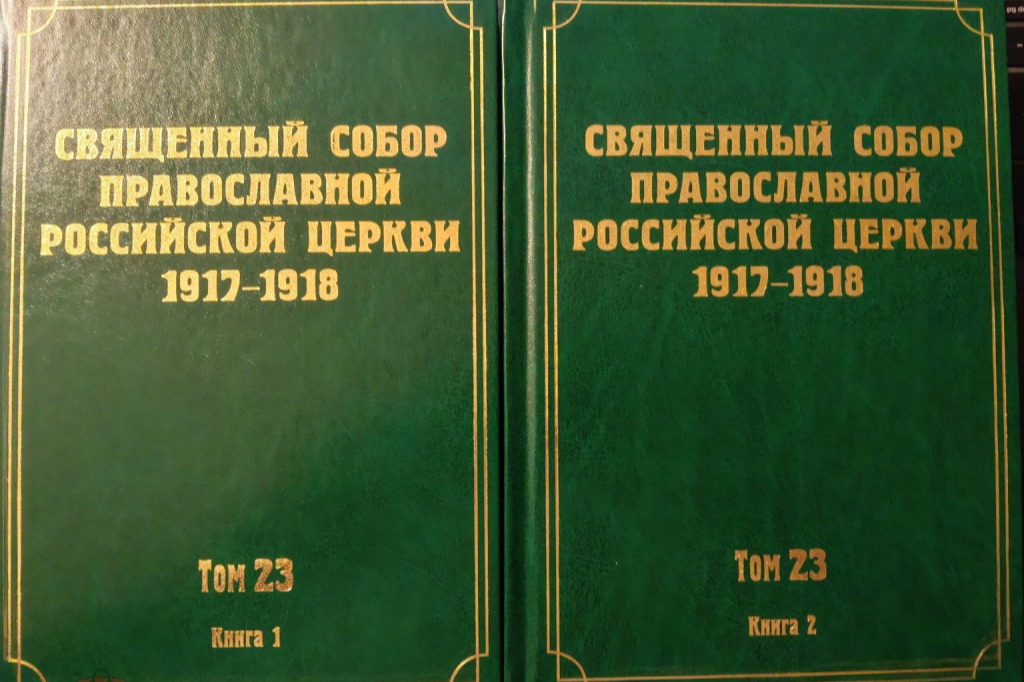 СВЯЩЕННЫЙ СОБОР
ПРАВОСЛАВНОЙ
РОССИЙСКОЙ ЦЕРКВИ
1917–1918
Том 23
Книга 1
СВЯЩЕННЫЙ СОБОР
ПРАВОСЛАВНОЙ
РОССИЙСКОЙ ЦЕРКВИ
1917–1918
Том 23
Книга 2
pg d